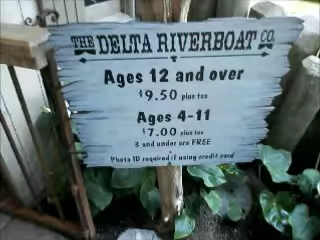 THE DELTA RIVERBOAT CO.
Ages 12 and over
$9.50 plus tax
Ages 4-11
$7.00 plus tax
3 and under are FREE
Photo ID required if using credit card